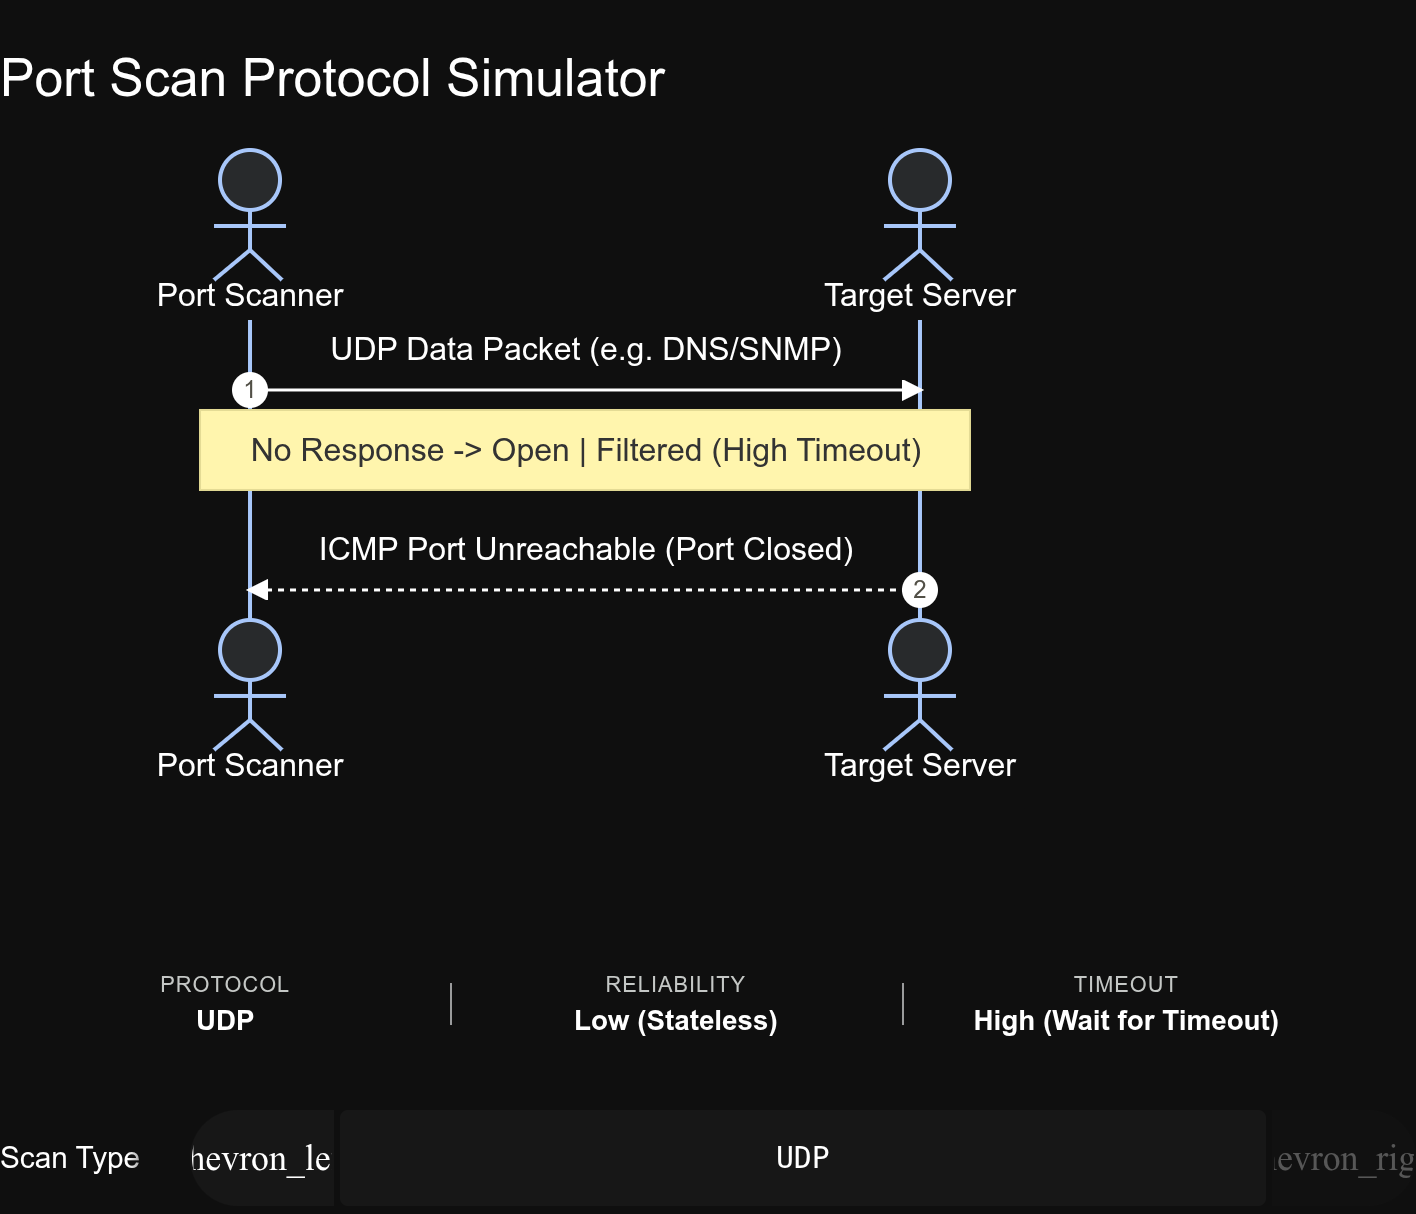 Port Scan Protocol Simulator
Port Scanner
Target Server
UDP Data Packet (e.g. DNS/SNMP)
1
No Response -> Open | Filtered (High Timeout)
ICMP Port Unreachable (Port Closed)
2
Port Scanner
Target Server
PROTOCOL
UDP
RELIABILITY
Low (Stateless)
TIMEOUT
High (Wait for Timeout)
Scan Type
hevron_le
UDP
evron_rig